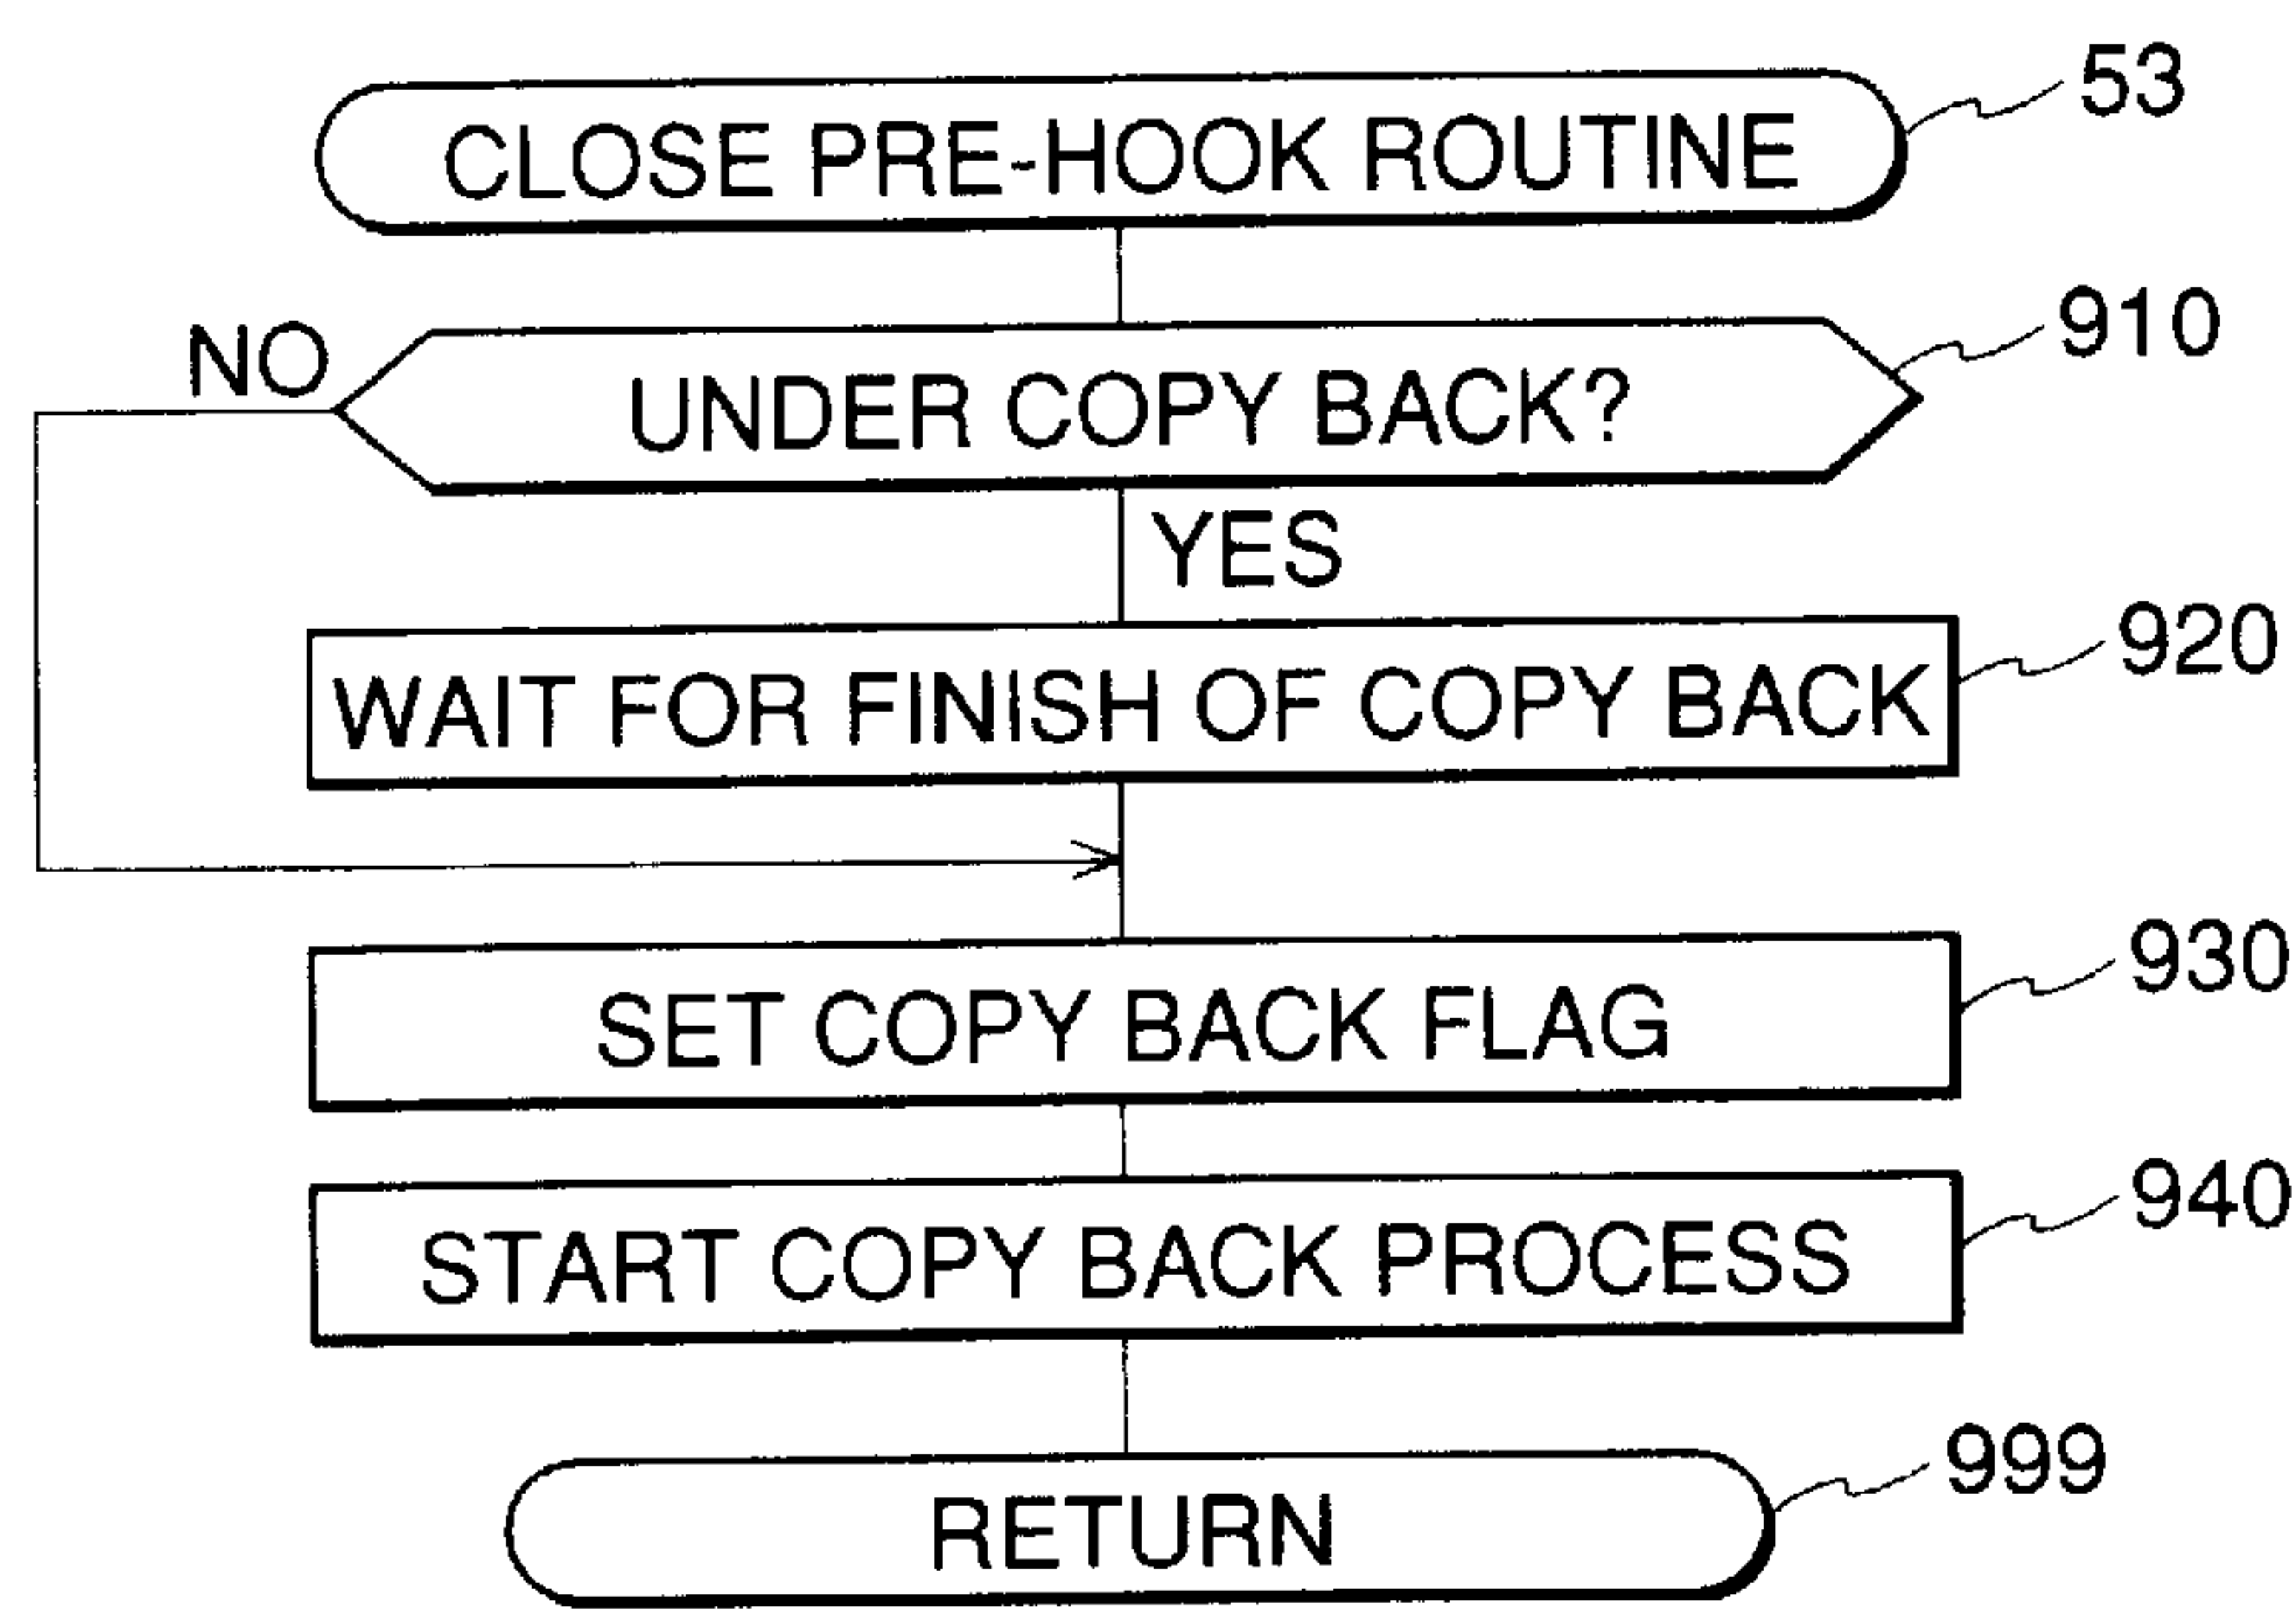 CLOSE PRE-HOOK ROUTINE
53
UNDER COPY BACK?
910
NO
YES
WAIT FOR FINISH OF COPY BACK
920
SET COPY BACK FLAG
930
START COPY BACK PROCESS
940
RETURN
999